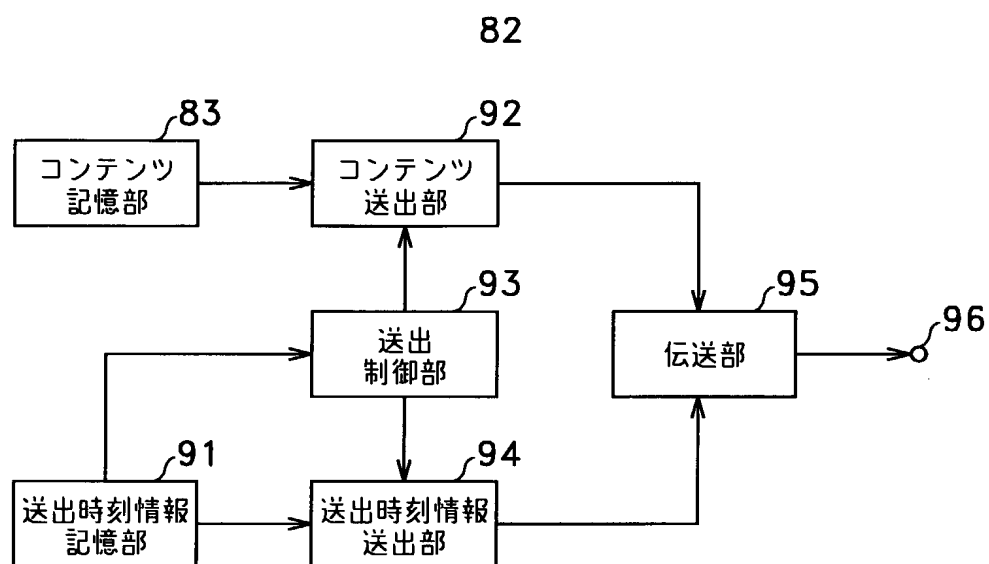 82
83
コンテンツ
記憶部
92
コンテンツ
送出部
93
送出
制御部
95
伝送部
96
91
送出時刻情報
記憶部
94
送出時刻情報
送出部